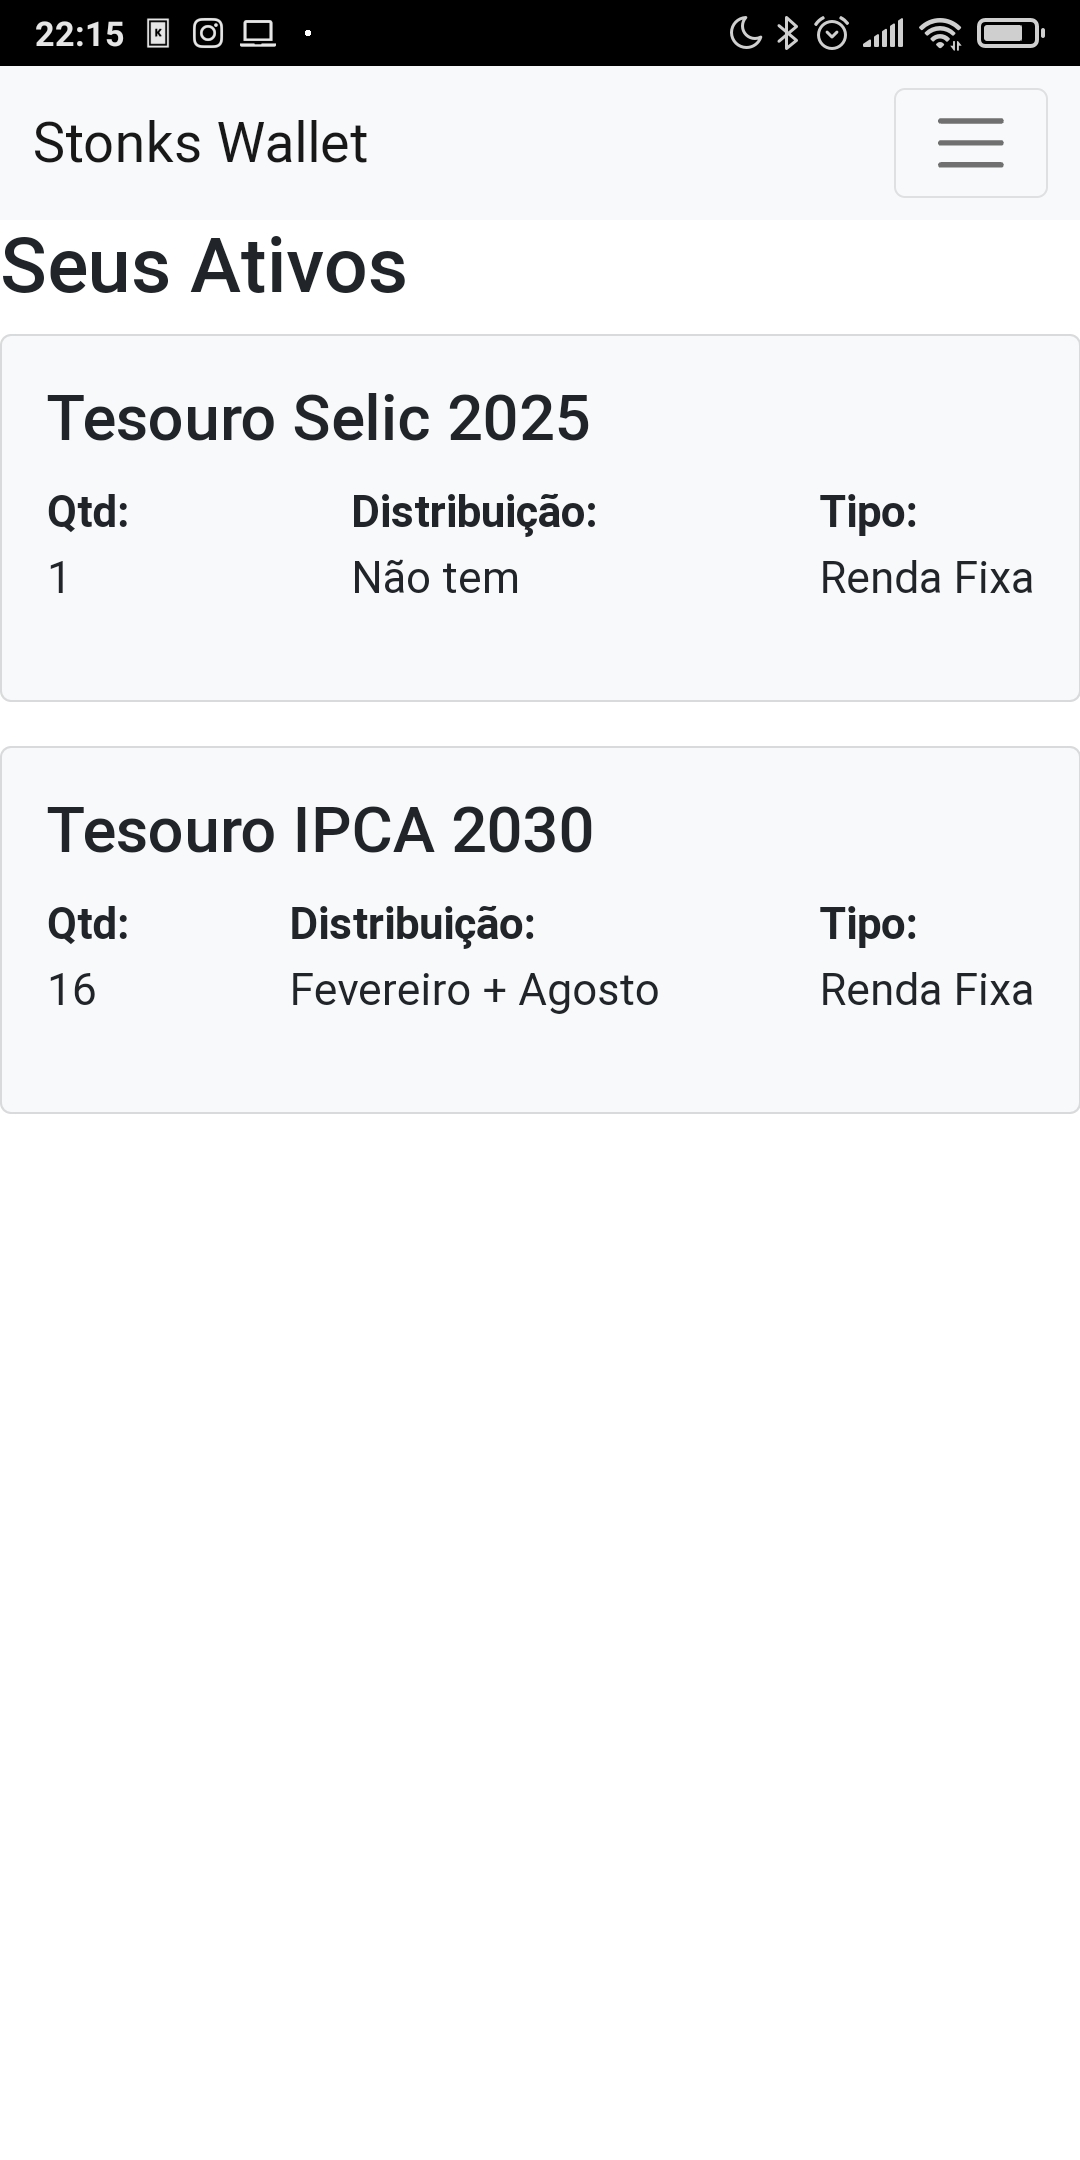 22:15
Stonks Wallet
Seus Ativos
Tesouro Selic 2025
Qtd: Distribuição: Tipo:
1 Não tem Renda Fixa
Tesouro IPCA 2030
Qtd: Distribuição: Tipo:
16 Fevereiro + Agosto Renda Fixa